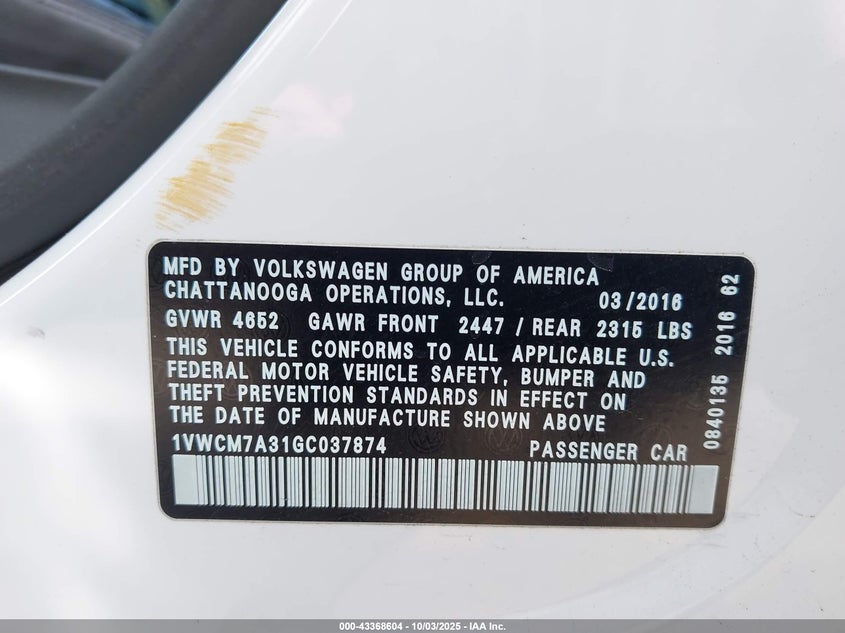 MFD BY VOLKSWAGEN GROUP OF AMERICA
CHATTANOOGA OPERATIONS, LLC. 03/2016
GVWR 4652 GAWR FRONT 2447 / REAR 2315 LBS
THIS VEHICLE CONFORMS TO ALL APPLICABLE U.S.
FEDERAL MOTOR VEHICLE SAFETY, BUMPER AND
THEFT PREVENTION STANDARDS IN EFFECT ON
THE DATE OF MANUFACTURE SHOWN ABOVE
1VWCM7A31GC037874 PASSENGER CAR
0840135 2016 62
000-43368604 - 10/03/2025 - IAA Inc.